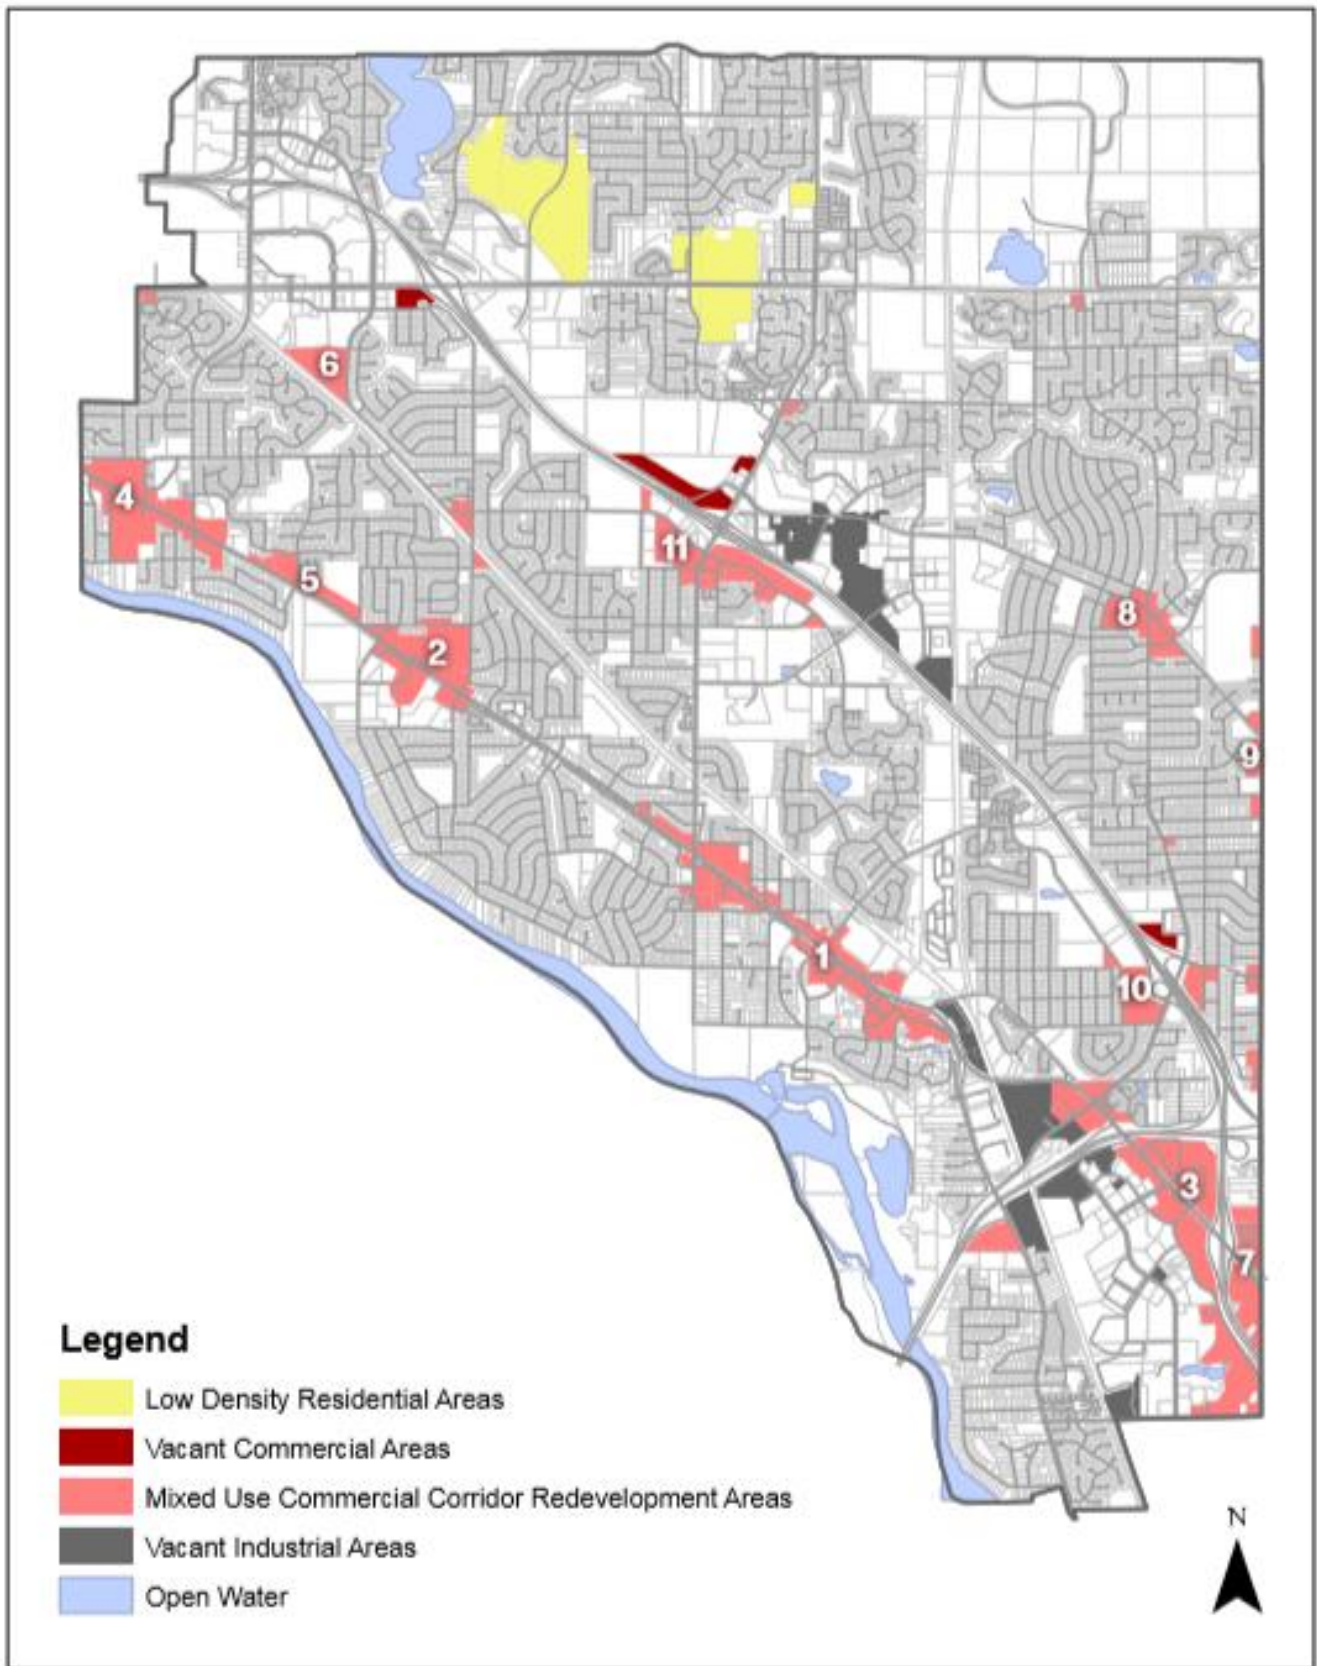 6
4
11
5
8
2
9
1
10
3
7
Legend
Low Density Residential Areas
Vacant Commercial Areas
Mixed Use Commercial Corridor Redevelopment Areas
Vacant Industrial Areas
Open Water
N